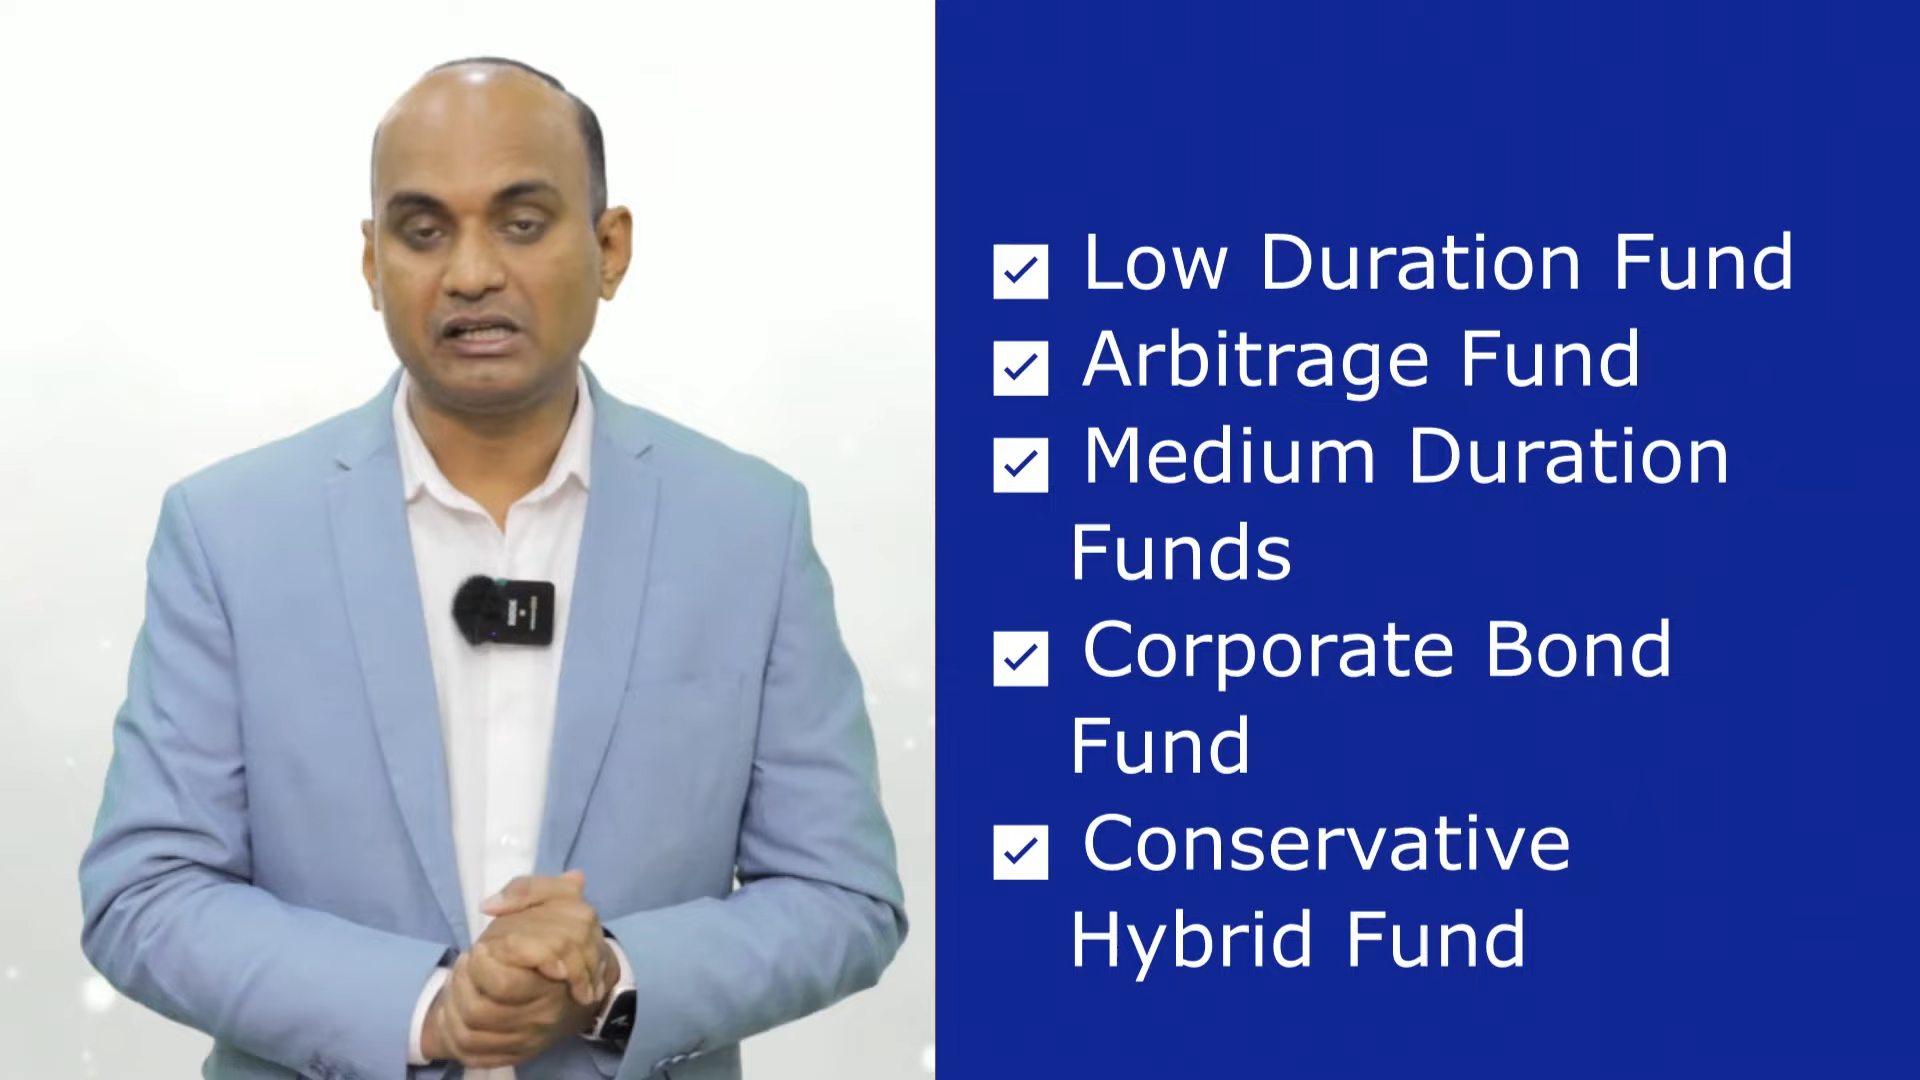 Low Duration Fund
Arbitrage Fund
Medium Duration
Funds
Corporate Bond
Fund
Conservative
Hybrid Fund